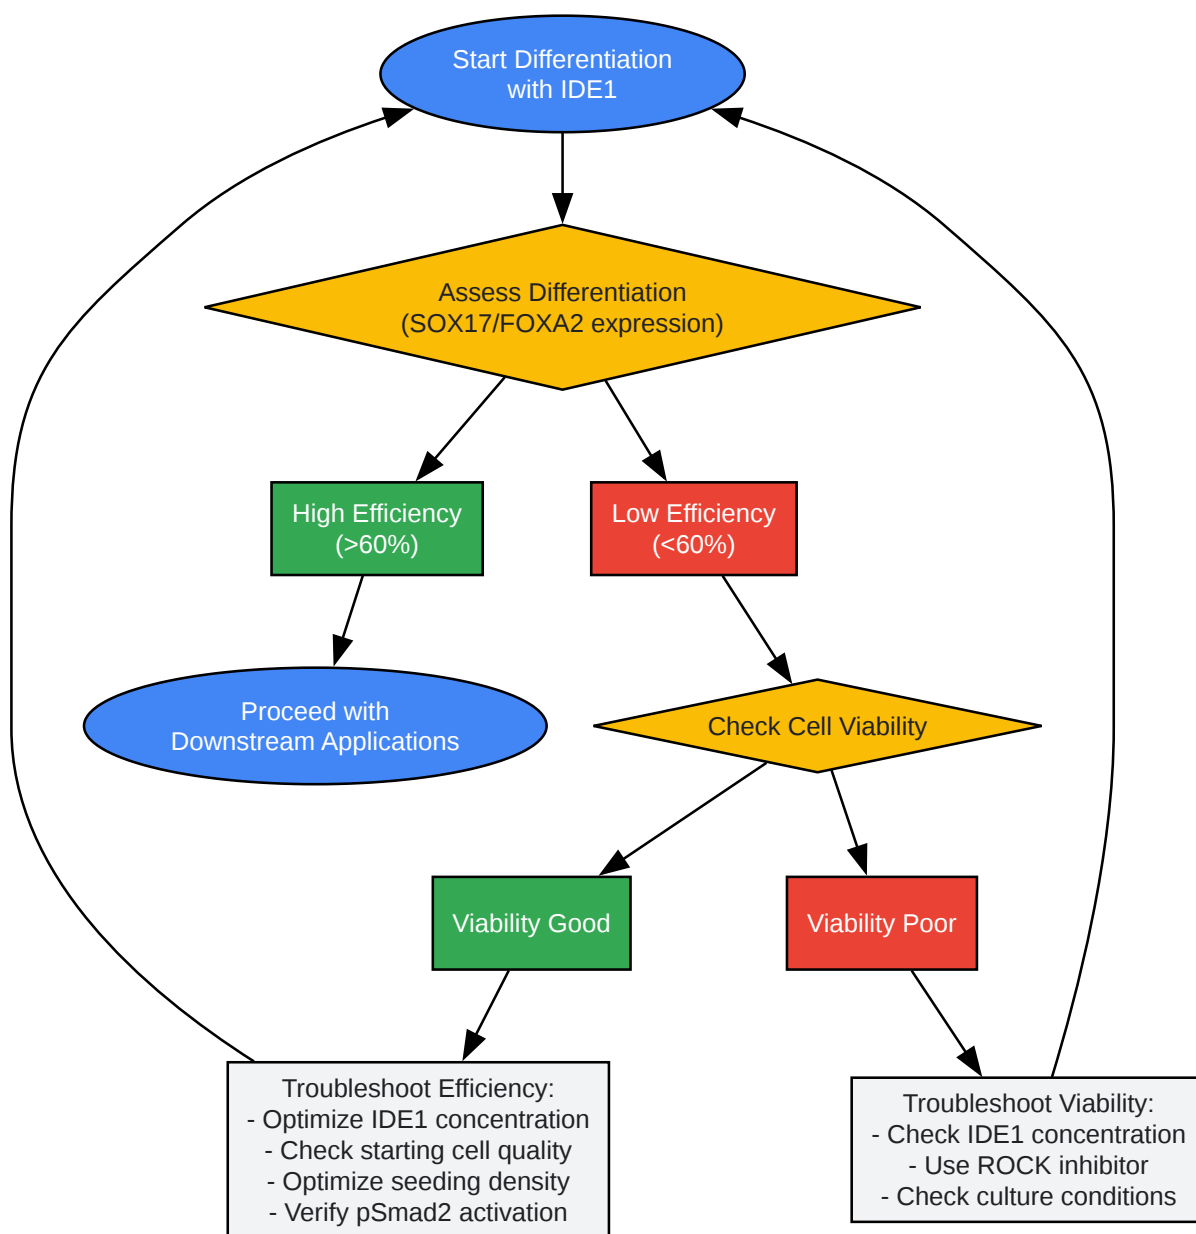 Start Differentiation
with IDE1
Assess Differentiation
(SOX17/FOXA2 expression)
High Efficiency
(>60%)
Low Efficiency
(<60%)
Proceed with
Downstream Applications
Check Cell Viability
Viability Good
Viability Poor
Troubleshoot Efficiency:
- Optimize IDE1 concentration
- Check starting cell quality
- Optimize seeding density
- Verify pSmad2 activation
Troubleshoot Viability:
- Check IDE1 concentration
- Use ROCK inhibitor
- Check culture conditions